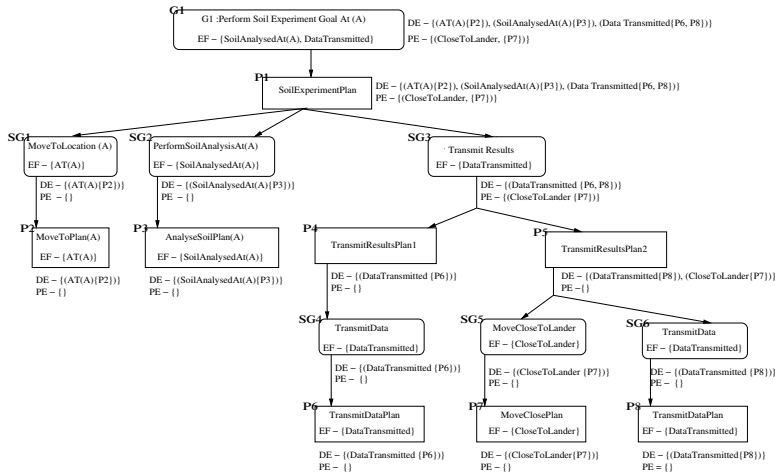 G1
G1 :Perform Soil Experiment Goal At (A)
EF − {SoilAnalysedAt(A), DataTransmitted}
DE − {(AT(A){P2}), (SoilAnalysedAt(A){P3}), (Data Transmitted{P6, P8})}
PE − {(CloseToLander, {P7})}
P1
SoilExperimentPlan
DE − {(AT(A){P2}), (SoilAnalysedAt(A){P3}), (Data Transmitted{P6, P8})}
PE − {(CloseToLander, {P7})}
SG1
MoveToLocation (A)
EF − {AT(A)}
DE − {(AT(A){P2})}
PE − {}
SG2
PerformSoilAnalysisAt(A)
EF − {SoilAnalysedAt(A)}
DE − {(SoilAnalysedAt(A){P3})}
PE − {}
SG3
Transmit Results
EF − {DataTransmitted}
DE − {(DataTransmitted {P6, P8})}
PE − {(CloseToLander {P7})}
P2
MoveToPlan(A)
EF − {AT(A)}
DE − {(AT(A){P2})}
PE − {}
P3
AnalyseSoilPlan(A)
EF − {SoilAnalysedAt(A)}
DE − {(SoilAnalysedAt(A){P3})}
PE − {}
P4
TransmitResultsPlan1
DE − {(DataTransmitted {P6})}
PE − {}
P5
TransmitResultsPlan2
DE − {(DataTransmitted{P8}), (CloseToLander{P7})}
PE −{}
SG4
TransmitData
EF − {DataTransmitted}
DE − {(DataTransmitted {P6})}
PE − {}
SG5
MoveCloseToLander
EF − {CloseToLander}
DE − {(CloseToLander {P7})}
PE − {}
SG6
TransmitData
EF − {DataTransmitted}
DE − {(DataTransmitted {P8})}
PE − {}
P6
TransmitDataPlan
EF − {DataTransmitted}
DE − {(DataTransmitted {P6})}
PE − {}
P7
MoveClosePlan
EF − {CloseToLander}
DE − {(CloseToLander{P7})}
PE − {}
P8
TransmitDataPlan
EF − {DataTransmitted}
DE − {(DataTransmitted{P8})}
PE = {}